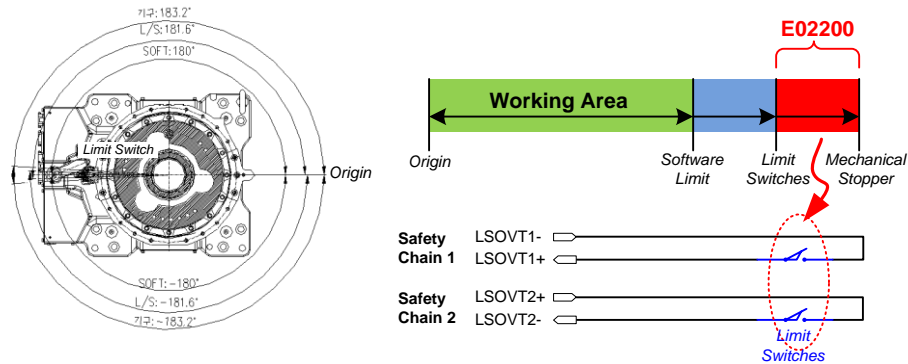 기구: 183.2°
L/S: 181.6°
SOFT: 180°
Limit Switch
Origin
SOFT: -180°
L/S: -181.6°
기구: -183.2°
E02200
Working Area
Origin
Software Limit
Limit Switches
Mechanical Stopper
Safety Chain 1
LSOVT1-
LSOVT1+
Safety Chain 2
LSOVT2+
LSOVT2-
Limit Switches